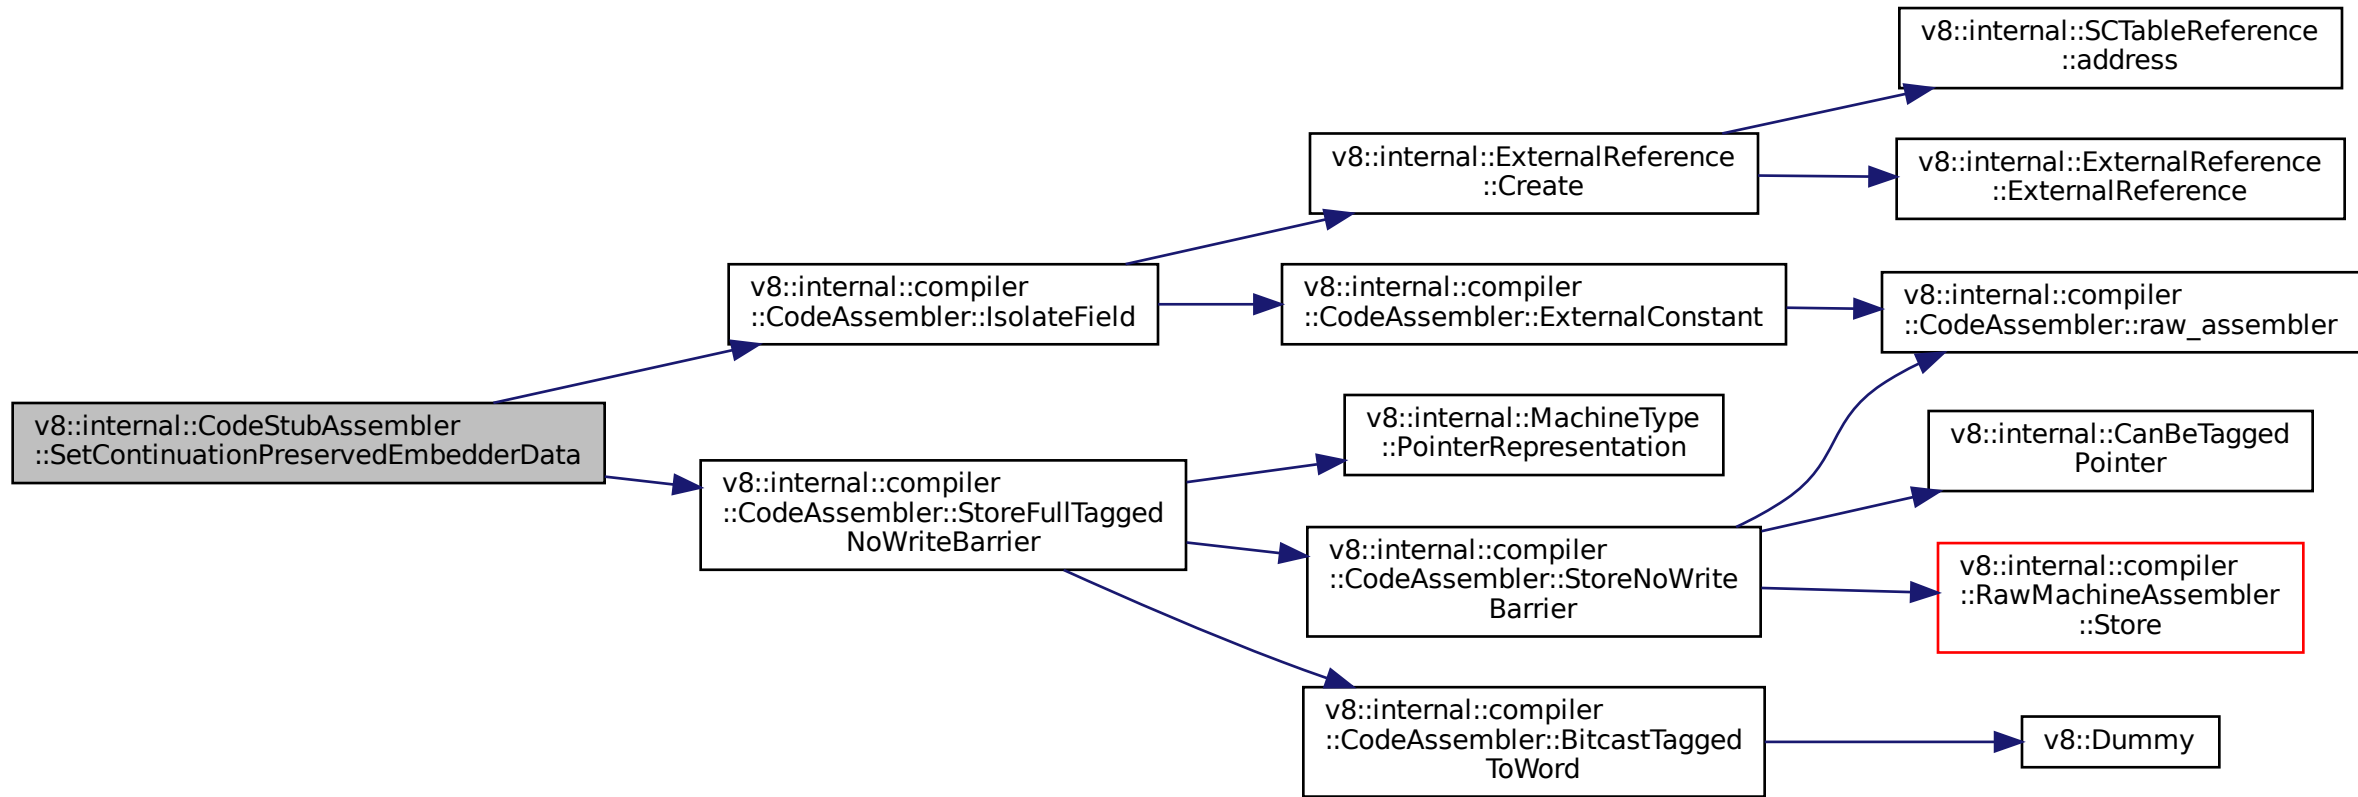 v8::internal::CodeStubAssembler
::SetContinuationPreservedEmbedderData
v8::internal::compiler
::CodeAssembler::IsolateField
v8::internal::compiler
::CodeAssembler::StoreFullTagged
NoWriteBarrier
v8::internal::ExternalReference
::Create
v8::internal::compiler
::CodeAssembler::ExternalConstant
v8::internal::MachineType
::PointerRepresentation
v8::internal::compiler
::CodeAssembler::StoreNoWrite
Barrier
v8::internal::compiler
::CodeAssembler::BitcastTagged
ToWord
v8::internal::SCTableReference
::address
v8::internal::ExternalReference
::ExternalReference
v8::internal::compiler
::CodeAssembler::raw_assembler
v8::internal::CanBeTagged
Pointer
v8::internal::compiler
::RawMachineAssembler
::Store
v8::Dummy